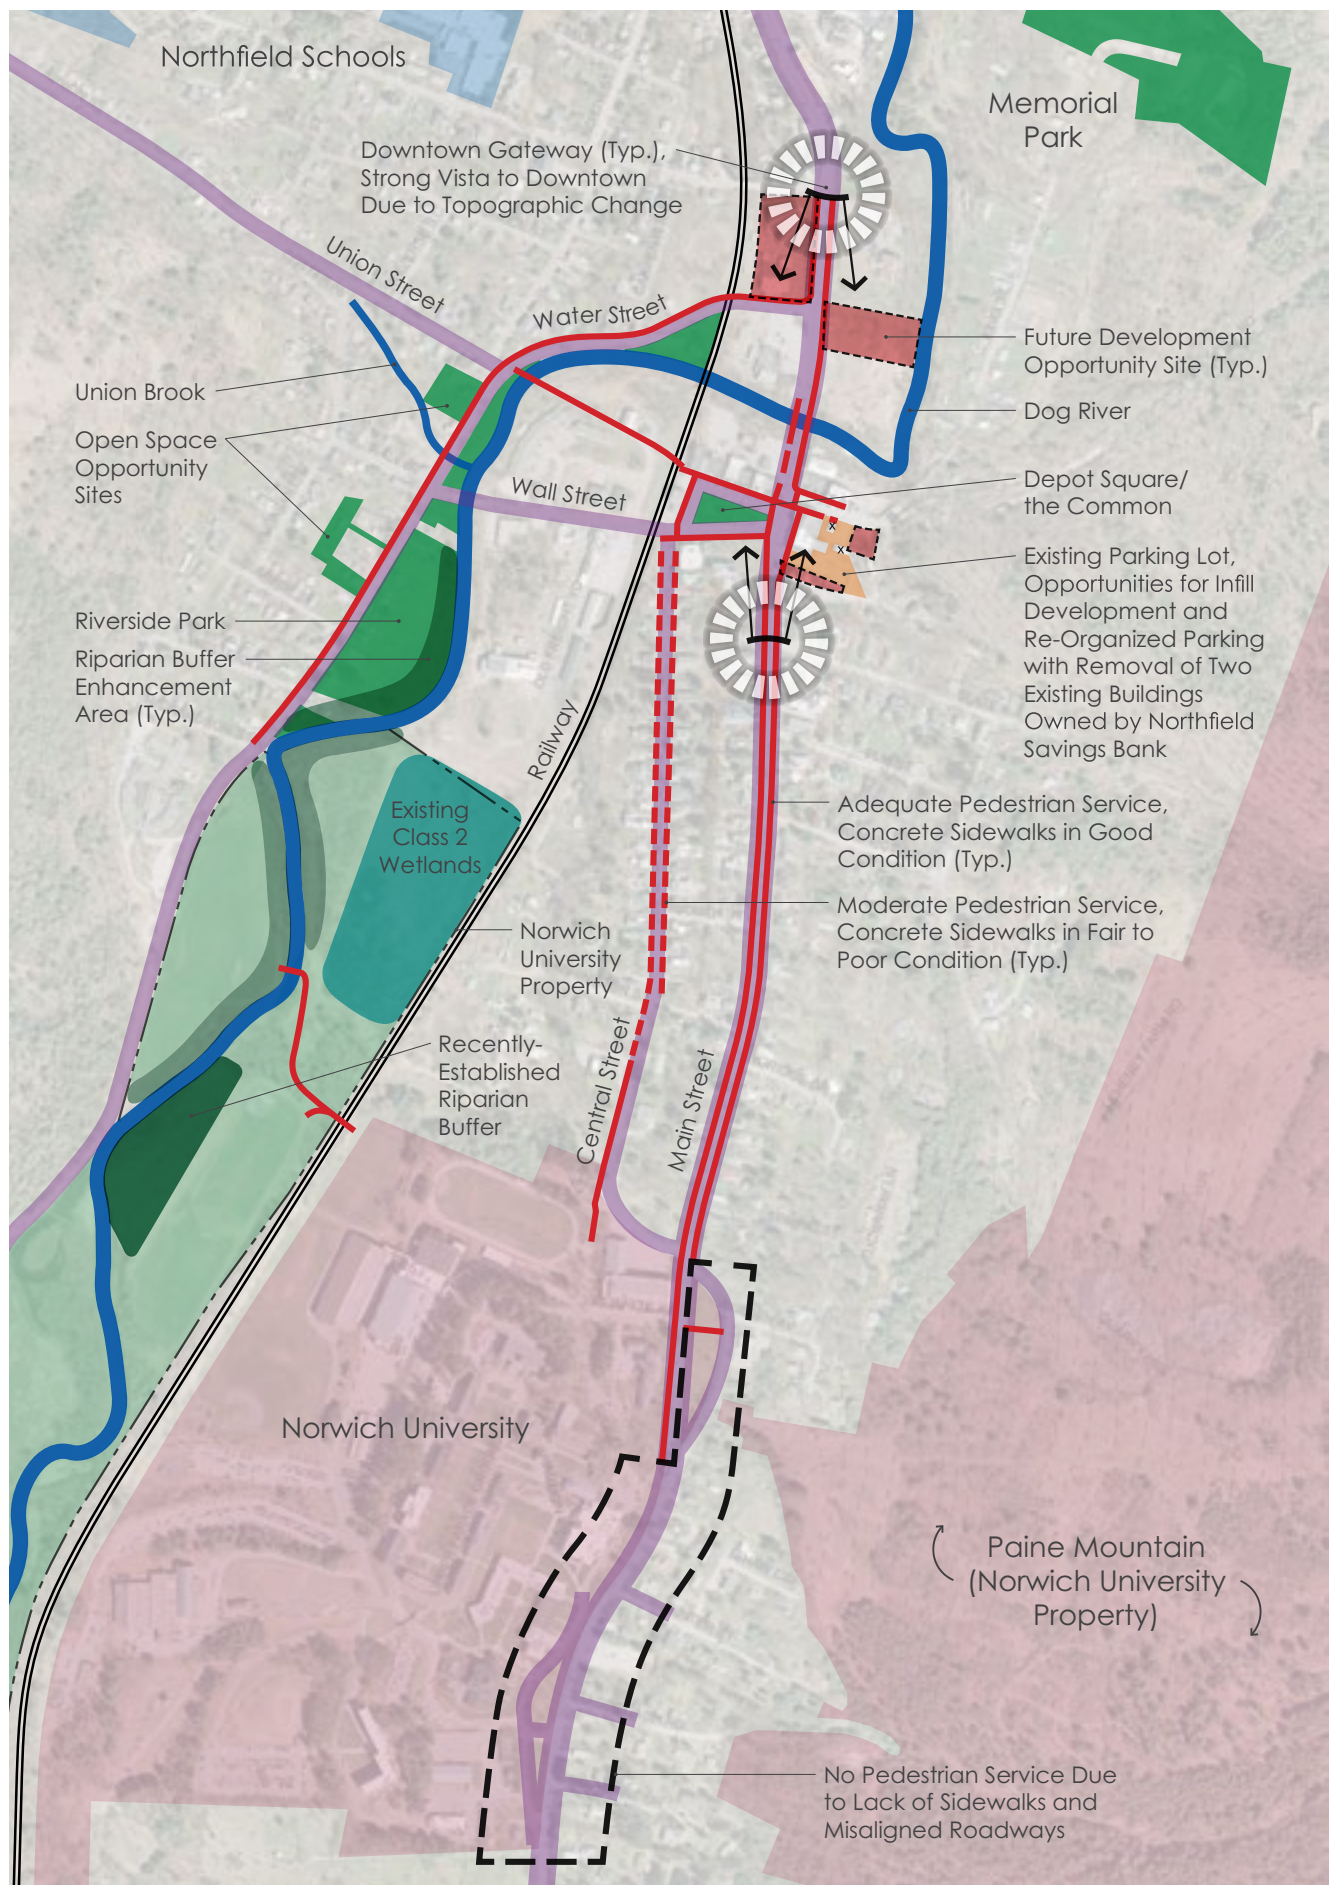 Northfield Schools
Memorial
Park
Downtown Gateway (Typ.),
Strong Vista to Downtown
Due to Topographic Change
Union Street
Water Street
Future Development
Opportunity Site (Typ.)
Union Brook
Dog River
Open Space
Opportunity
Sites
Wall Street
Depot Square/
the Common
x
x
Existing Parking Lot,
Opportunities for Infill
Development and
Re-Organized Parking
with Removal of Two
Existing Buildings
Owned by Northfield
Savings Bank
Riverside Park
Riparian Buffer
Enhancement
Area (Typ.)
Railway
Existing
Class 2
Wetlands
Adequate Pedestrian Service,
Concrete Sidewalks in Good
Condition (Typ.)
Moderate Pedestrian Service,
Concrete Sidewalks in Fair to
Poor Condition (Typ.)
Norwich
University
Property
Recently-
Established
Riparian
Buffer
Central Street
Main Street
Norwich University
Paine Mountain
(Norwich University
Property)
No Pedestrian Service Due
to Lack of Sidewalks and
Misaligned Roadways